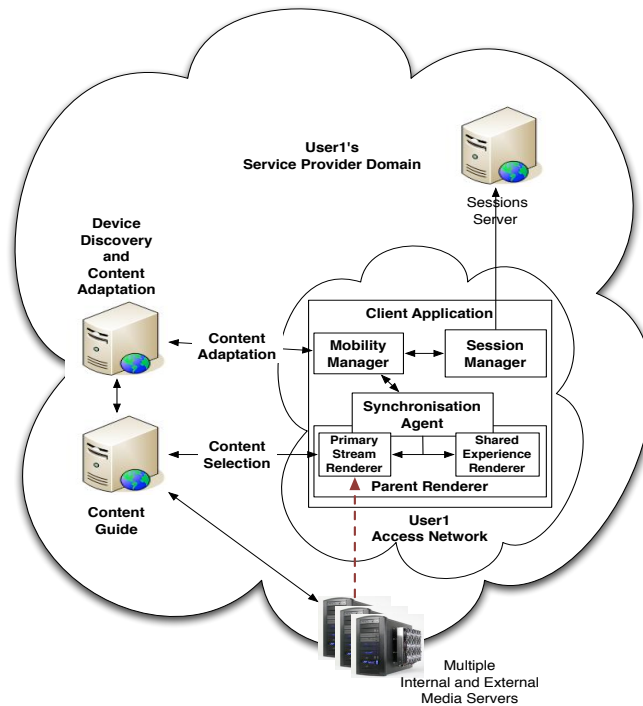 User1's
Service Provider Domain
Sessions
Server
Device
Discovery
and
Content
Adaptation
Client Application
Content
Adaptation
Mobility
Manager
Session
Manager
Synchronisation
Agent
Content
Selection
Primary
Stream
Renderer
Shared
Experience
Renderer
Parent Renderer
Content
Guide
User1
Access Network
Multiple
Internal and External
Media Servers